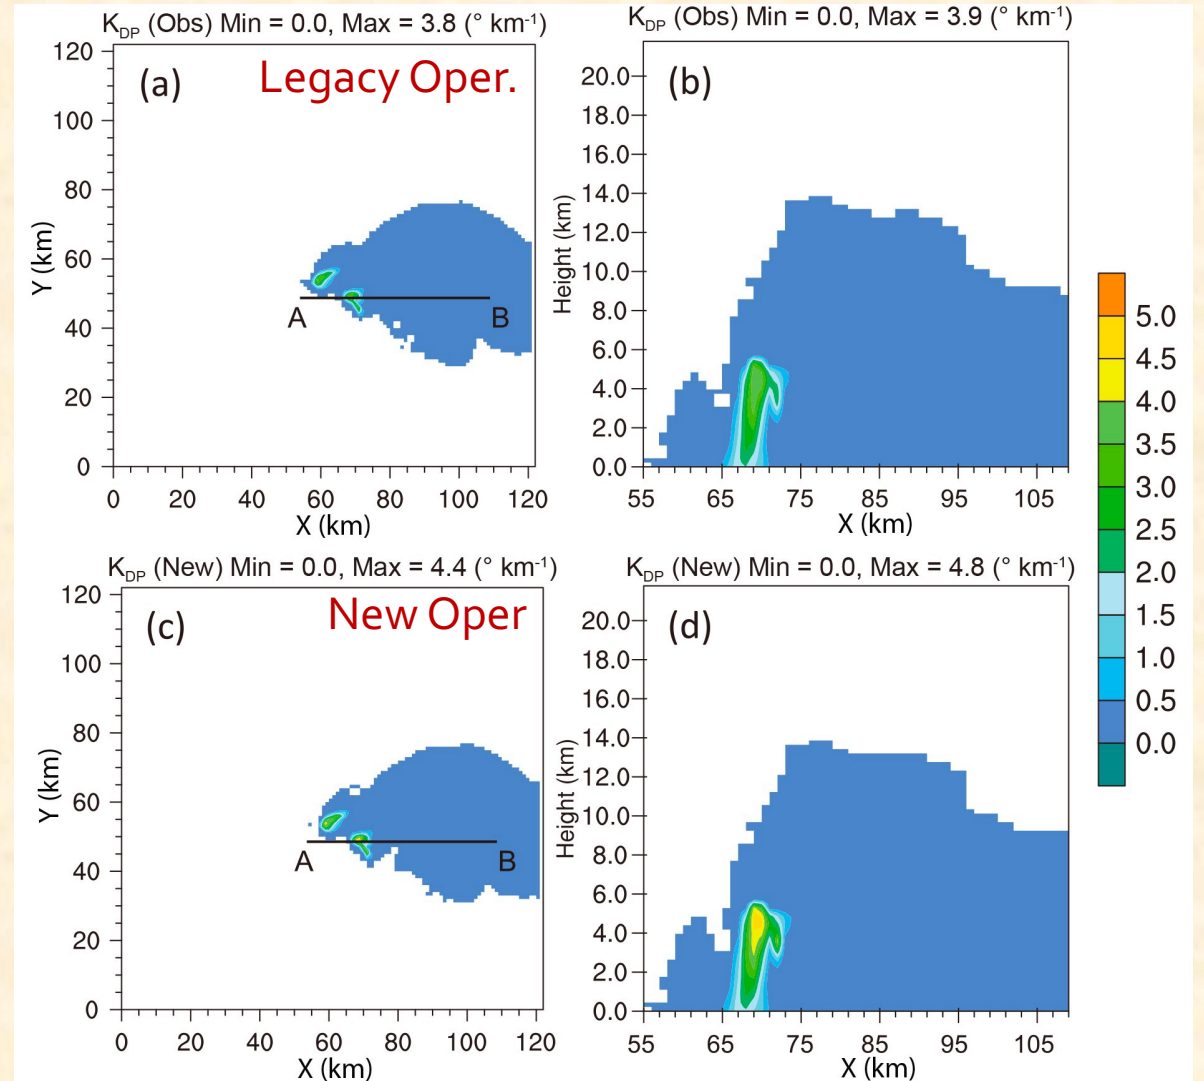 K_DP (Obs) Min = 0.0, Max = 3.8 (° km⁻¹)
120
100
80
60
40
20
0
Y (km)
(a)
Legacy Oper.
A
B
0 20 40 60 80 100 120
X (km)
K_DP (Obs) Min = 0.0, Max = 3.9 (° km⁻¹)
20.0
18.0
16.0
14.0
12.0
10.0
8.0
6.0
4.0
2.0
0.0
Height (km)
(b)
55 65 75 85 95 105
X (km)
K_DP (New) Min = 0.0, Max = 4.4 (° km⁻¹)
120
100
80
60
40
20
0
Y (km)
(c)
New Oper
A
B
0 20 40 60 80 100 120
X (km)
K_DP (New) Min = 0.0, Max = 4.8 (° km⁻¹)
20.0
18.0
16.0
14.0
12.0
10.0
8.0
6.0
4.0
2.0
0.0
Height (km)
(d)
55 65 75 85 95 105
X (km)
5.0
4.5
4.0
3.5
3.0
2.5
2.0
1.5
1.0
0.5
0.0